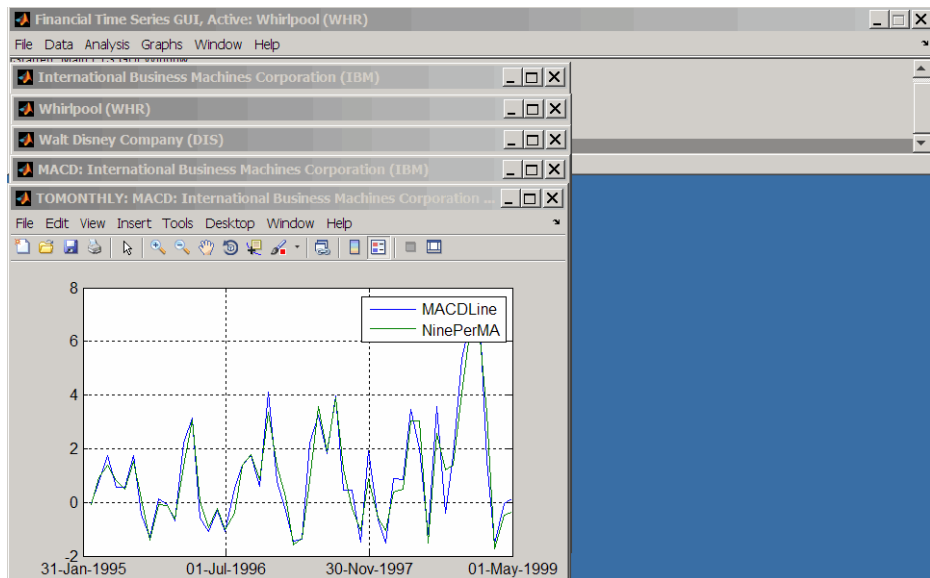 Financial Time Series GUI, Active: Whirlpool (WHR)
File Data Analysis Graphs Window Help
International Business Machines Corporation (IBM)
Whirlpool (WHR)
Walt Disney Company (DIS)
MACD: International Business Machines Corporation (IBM)
TOMONTHLY: MACD: International Business Machines Corporation ...
File Edit View Insert Tools Desktop Window Help
8
MACDLine
NinePerMA
6
4
2
0
-2
31-Jan-1995 01-Jul-1996 30-Nov-1997 01-May-1999